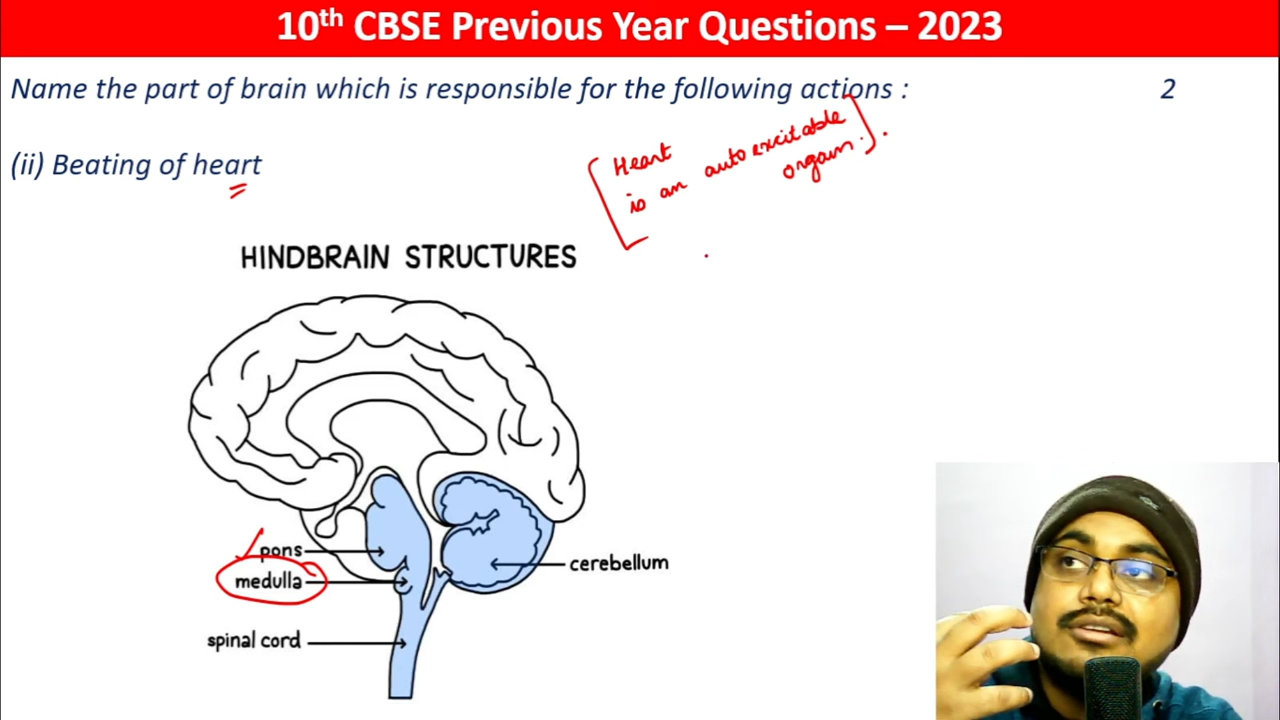 10th CBSE Previous Year Questions – 2023
Name the part of brain which is responsible for the following actions : 2
(ii) Beating of heart
Heart
is an auto excitable
organ.
HINDBRAIN STRUCTURES
pons
medulla
cerebellum
spinal cord